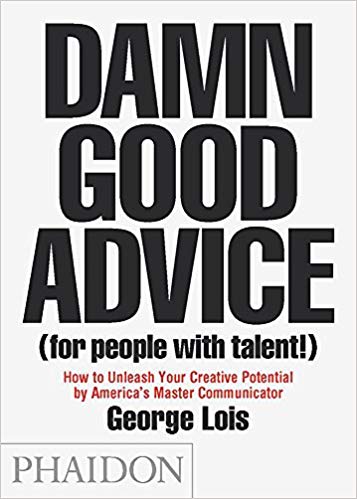 DAMN
GOOD
ADVICE
(for people with talent!)
How to Unleash Your Creative Potential
by America's Master Communicator
George Lois
PHAIDON